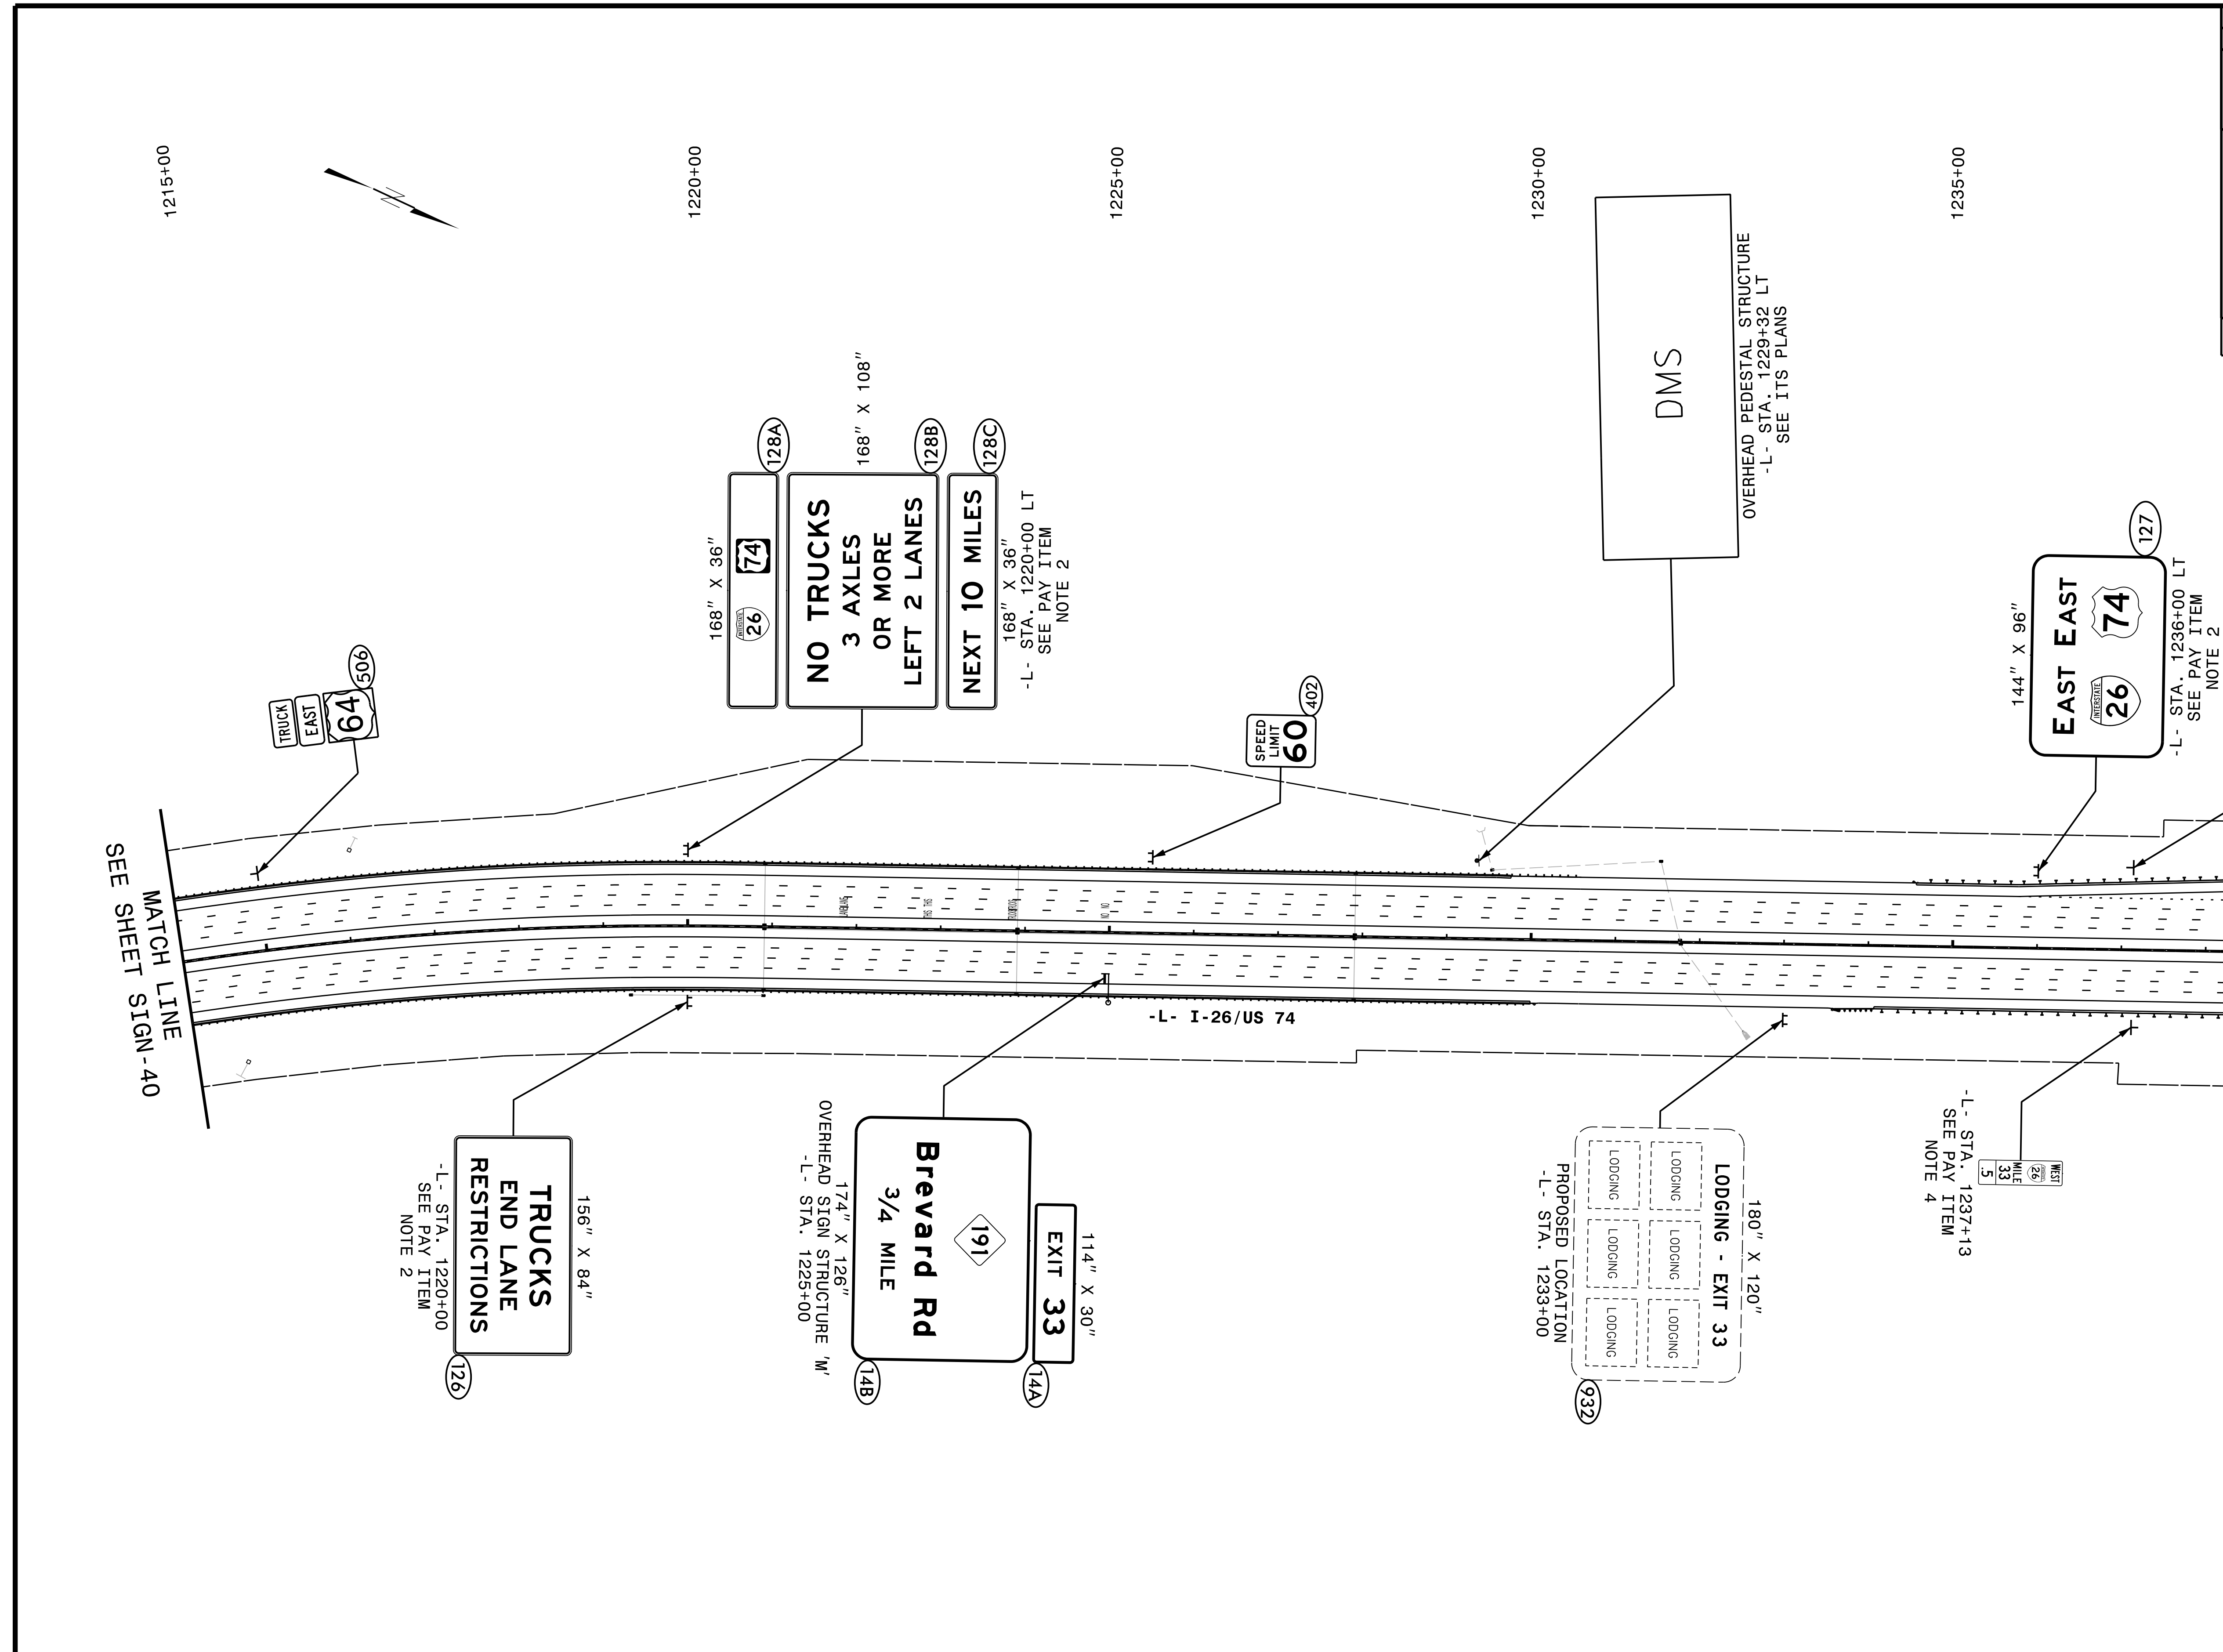 1215+00
1220+00
1225+00
1230+00
1235+00
TRUCK
EAST
64
506
168" X 36"
INTERSTATE
26
74
128A
168" X 108"
NO TRUCKS
3 AXLES
OR MORE
LEFT 2 LANES
128B
NEXT 10 MILES
128C
168" X 36"
-L- STA. 1220+00 LT
SEE PAY ITEM
NOTE 2
SPEED
LIMIT
60
402
DMS
OVERHEAD PEDESTAL STRUCTURE
-L- STA. 1229+32 LT
SEE ITS PLANS
144" X 96"
EAST EAST
INTERSTATE
26
74
127
-L- STA. 1236+00 LT
SEE PAY ITEM
NOTE 2
MATCH LINE
SEE SHEET SIGN-40
-L- I-26/US 74
156" X 84"
TRUCKS
END LANE
RESTRICTIONS
-L- STA. 1220+00
SEE PAY ITEM
NOTE 2
126
114" X 30"
EXIT 33
14A
191
Brevard Rd
3/4 MILE
14B
174" X 126"
OVERHEAD SIGN STRUCTURE 'M'
-L- STA. 1225+00
180" X 120"
LODGING - EXIT 33
LODGING LODGING LODGING
LODGING LODGING LODGING
932
PROPOSED LOCATION
-L- STA. 1233+00
WEST
26
MILE
33
.5
-L- STA. 1237+13
SEE PAY ITEM
NOTE 4